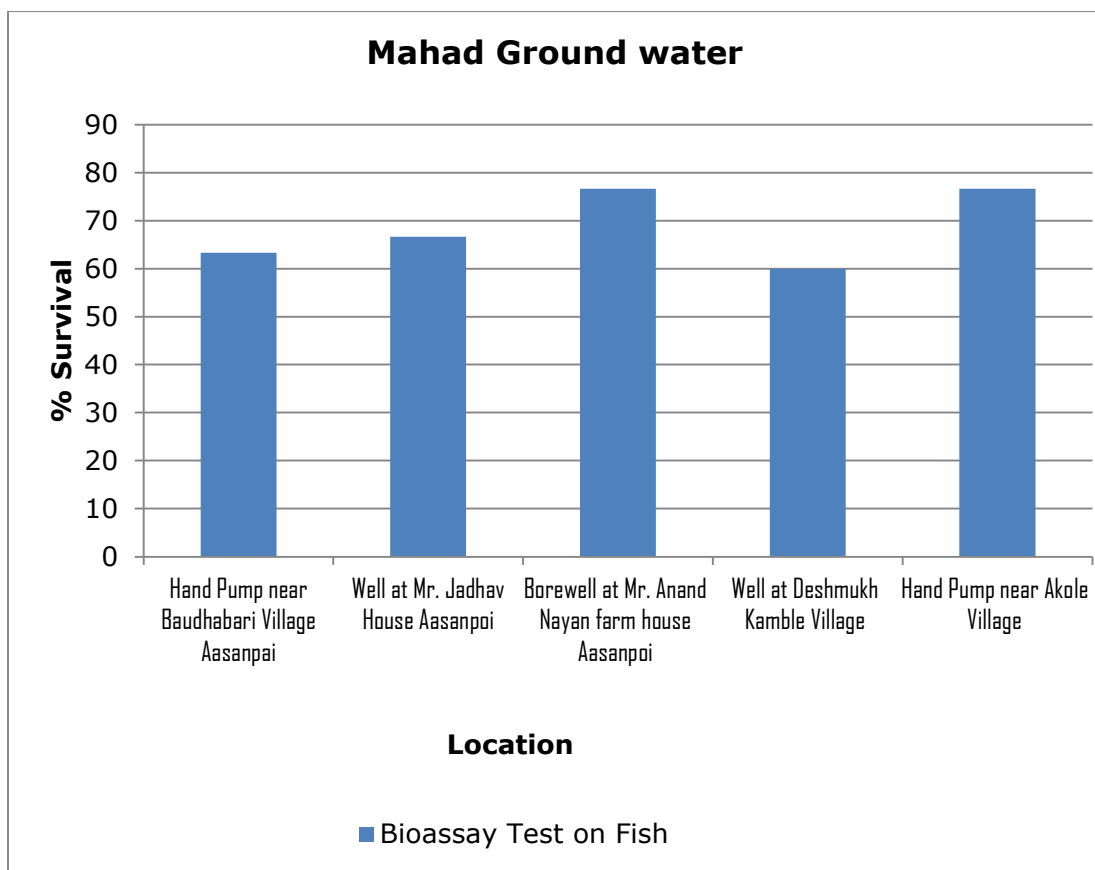 Mahad Ground water
90
80
70
60
50
40
30
20
10
0
% Survival
Hand Pump near
Baudhabari Village
Aasanpai
Well at Mr. Jadhav
House Aasanpoi
Borewell at Mr. Anand
Nayan farm house
Aasanpoi
Well at Deshmukh
Kamble Village
Hand Pump near Akole
Village
Location
Bioassay Test on Fish